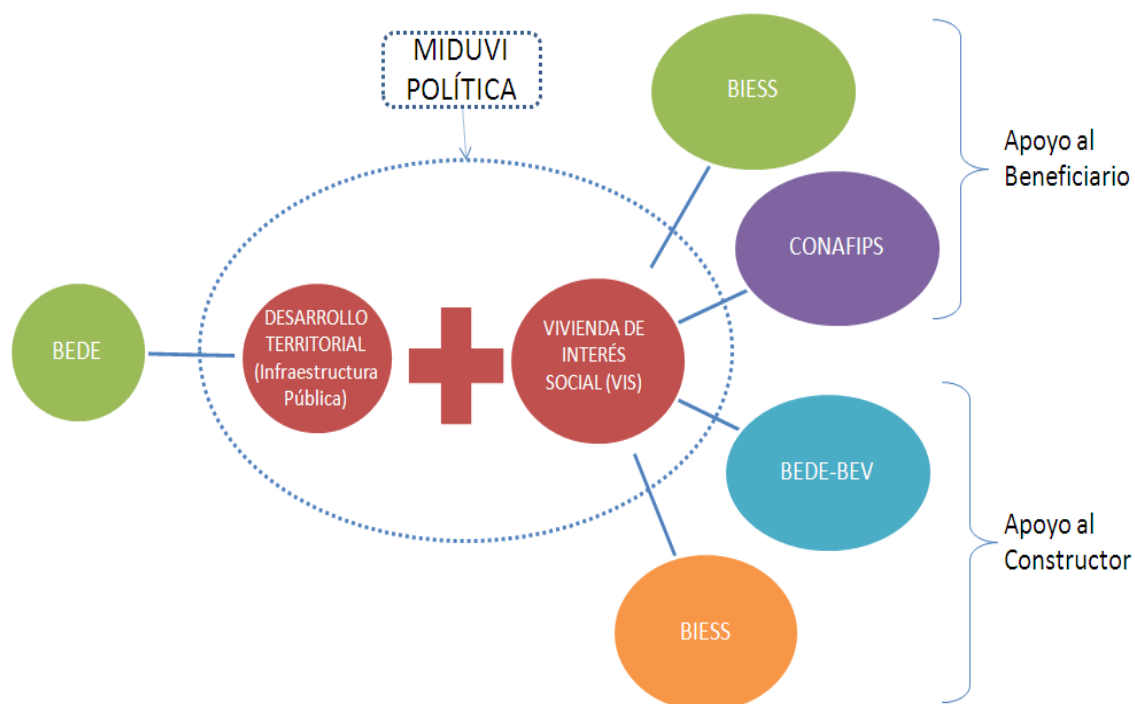 MIDUVI
POLÍTICA
BIESS
Apoyo al
Beneficiario
CONAFIPS
BEDE
DESARROLLO
TERRITORIAL
(Infraestructura
Pública)
VIVIENDA DE
INTERÉS
SOCIAL (VIS)
BEDE-BEV
Apoyo al
Constructor
BIESS